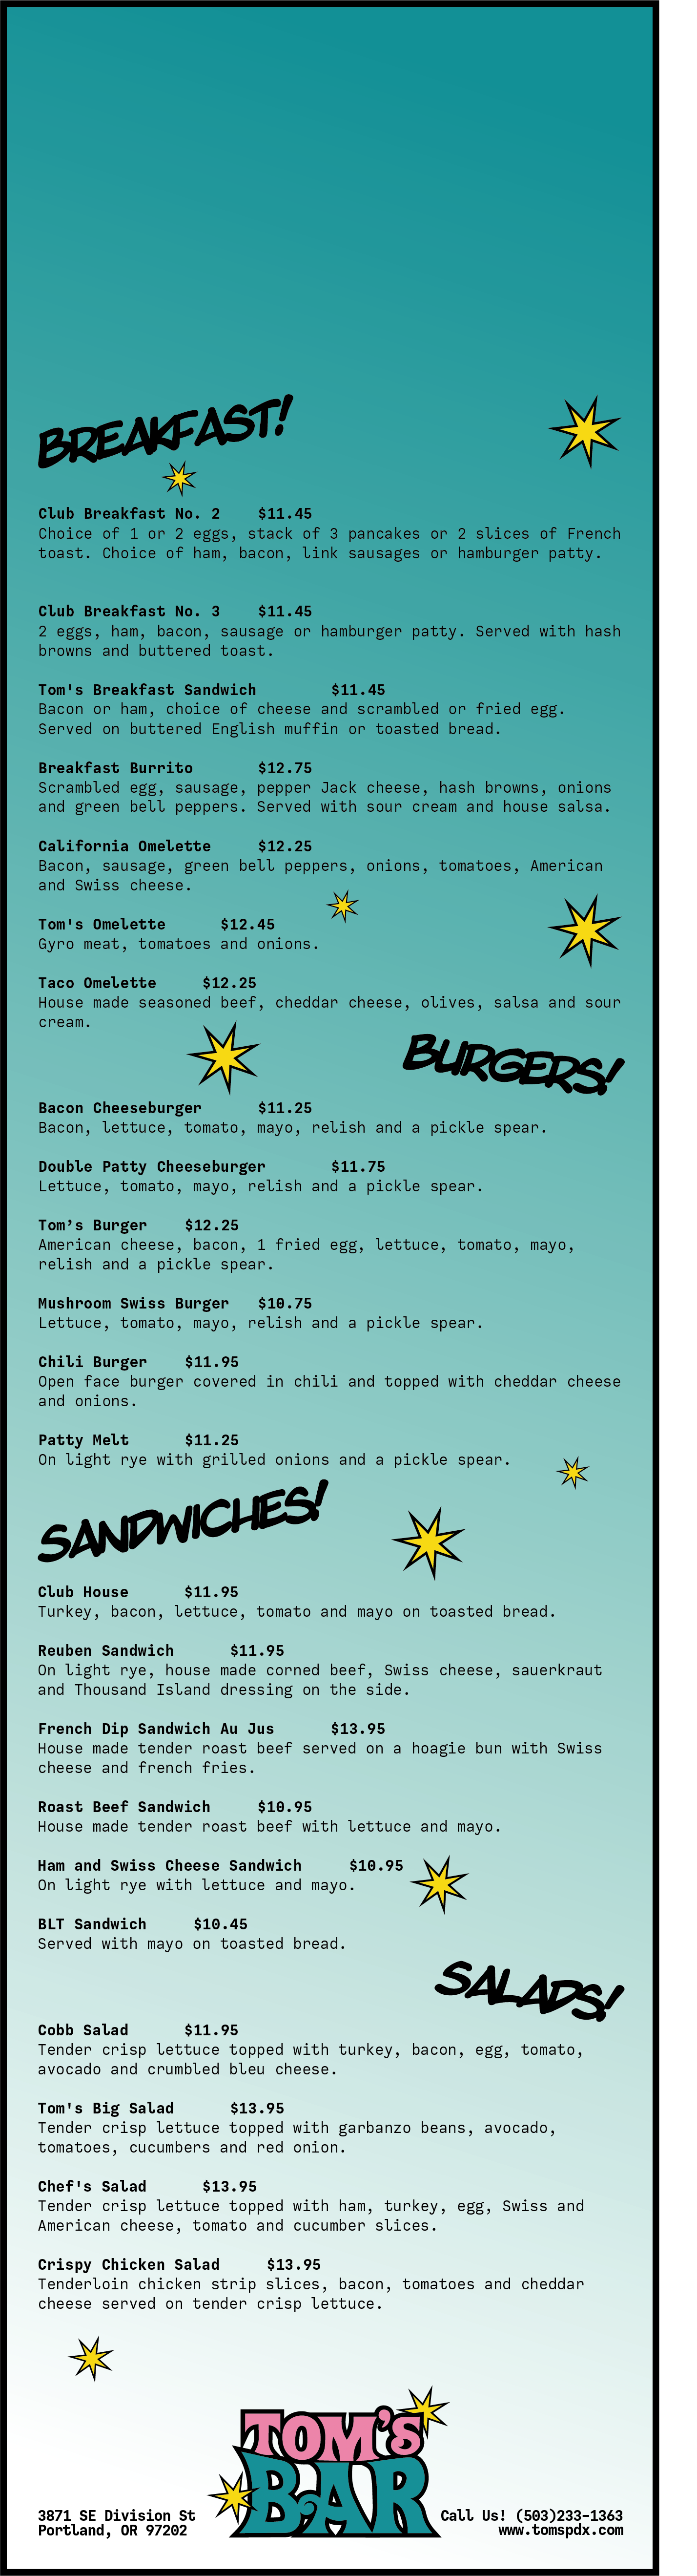 BREAKFAST!
Club Breakfast No. 2 $11.45
Choice of 1 or 2 eggs, stack of 3 pancakes or 2 slices of French
toast. Choice of ham, bacon, link sausages or hamburger patty.
Club Breakfast No. 3 $11.45
2 eggs, ham, bacon, sausage or hamburger patty. Served with hash
browns and buttered toast.
Tom's Breakfast Sandwich $11.45
Bacon or ham, choice of cheese and scrambled or fried egg.
Served on buttered English muffin or toasted bread.
Breakfast Burrito $12.75
Scrambled egg, sausage, pepper Jack cheese, hash browns, onions
and green bell peppers. Served with sour cream and house salsa.
California Omelette $12.25
Bacon, sausage, green bell peppers, onions, tomatoes, American
and Swiss cheese.
Tom's Omelette $12.45
Gyro meat, tomatoes and onions.
Taco Omelette $12.25
House made seasoned beef, cheddar cheese, olives, salsa and sour
cream.
BURGERS!
Bacon Cheeseburger $11.25
Bacon, lettuce, tomato, mayo, relish and a pickle spear.
Double Patty Cheeseburger $11.75
Lettuce, tomato, mayo, relish and a pickle spear.
Tom’s Burger $12.25
American cheese, bacon, 1 fried egg, lettuce, tomato, mayo,
relish and a pickle spear.
Mushroom Swiss Burger $10.75
Lettuce, tomato, mayo, relish and a pickle spear.
Chili Burger $11.95
Open face burger covered in chili and topped with cheddar cheese
and onions.
Patty Melt $11.25
On light rye with grilled onions and a pickle spear.
SANDWICHES!
Club House $11.95
Turkey, bacon, lettuce, tomato and mayo on toasted bread.
Reuben Sandwich $11.95
On light rye, house made corned beef, Swiss cheese, sauerkraut
and Thousand Island dressing on the side.
French Dip Sandwich Au Jus $13.95
House made tender roast beef served on a hoagie bun with Swiss
cheese and french fries.
Roast Beef Sandwich $10.95
House made tender roast beef with lettuce and mayo.
Ham and Swiss Cheese Sandwich $10.95
On light rye with lettuce and mayo.
BLT Sandwich $10.45
Served with mayo on toasted bread.
SALADS!
Cobb Salad $11.95
Tender crisp lettuce topped with turkey, bacon, egg, tomato,
avocado and crumbled bleu cheese.
Tom's Big Salad $13.95
Tender crisp lettuce topped with garbanzo beans, avocado,
tomatoes, cucumbers and red onion.
Chef's Salad $13.95
Tender crisp lettuce topped with ham, turkey, egg, Swiss and
American cheese, tomato and cucumber slices.
Crispy Chicken Salad $13.95
Tenderloin chicken strip slices, bacon, tomatoes and cheddar
cheese served on tender crisp lettuce.
TOM'S
BAR
3871 SE Division St
Portland, OR 97202
Call Us! (503)233-1363
www.tomspdx.com